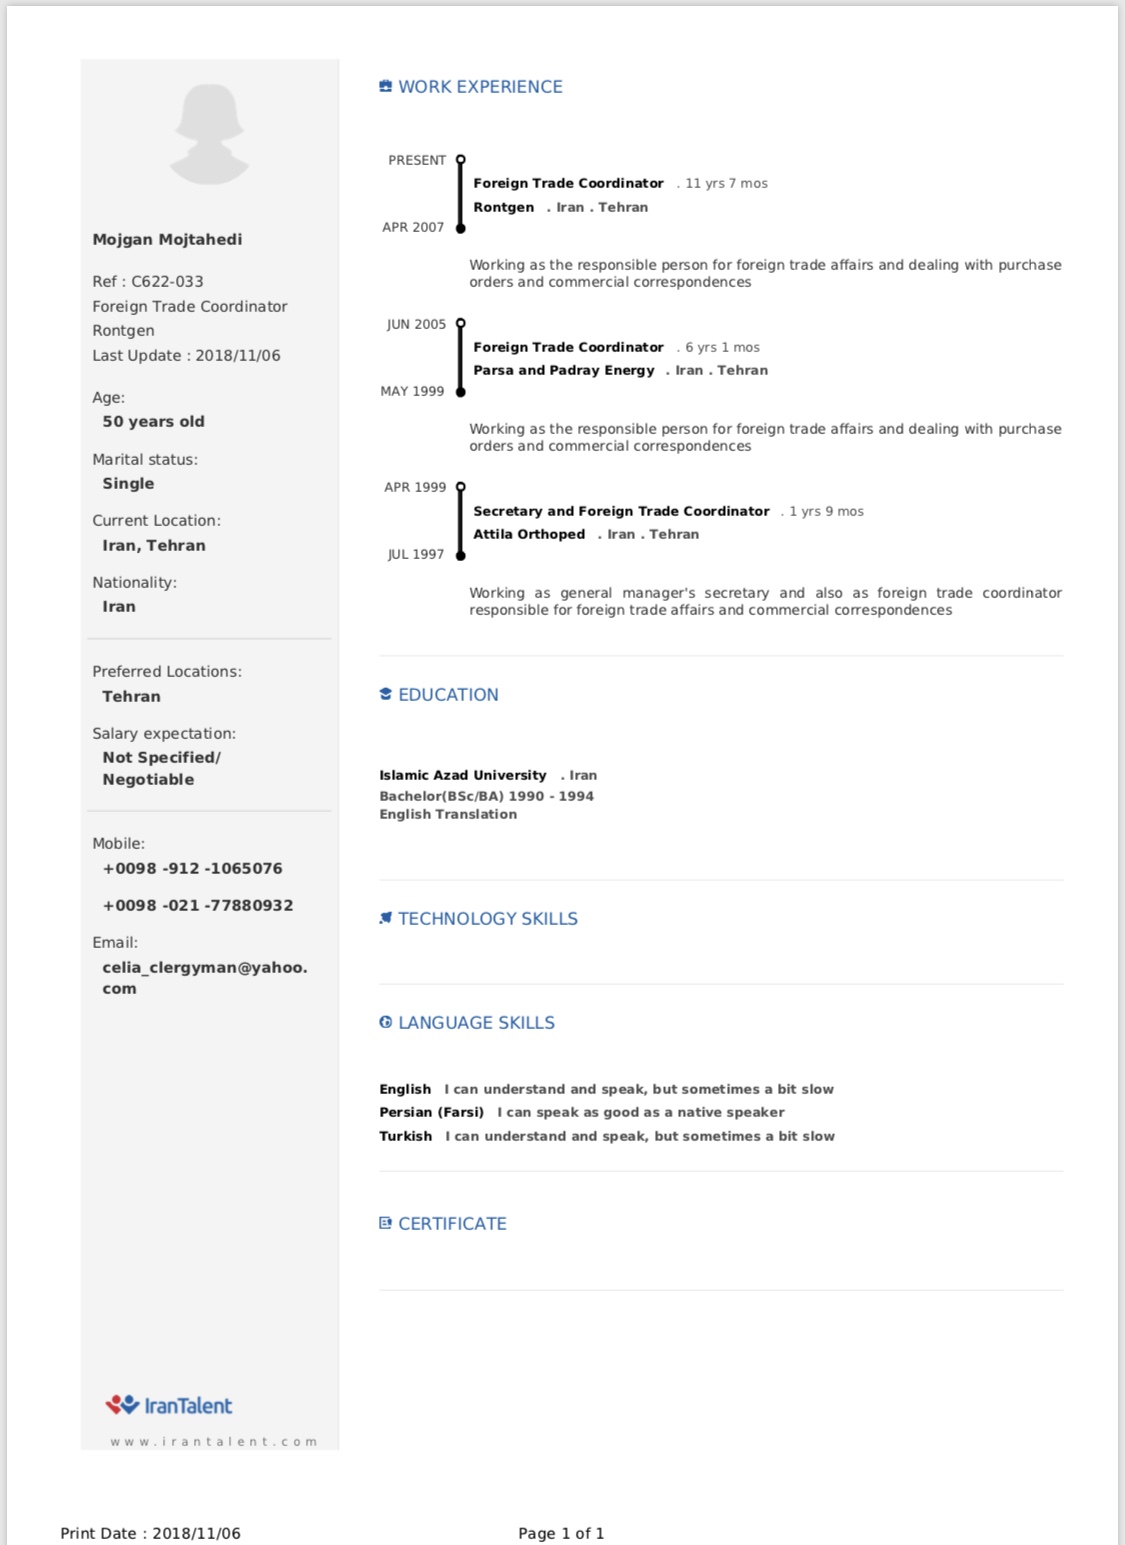 Mojgan Mojtahedi
Ref : C622-033
Foreign Trade Coordinator
Rontgen
Last Update : 2018/11/06
Age:
50 years old
Marital status:
Single
Current Location:
Iran, Tehran
Nationality:
Iran
Preferred Locations:
Tehran
Salary expectation:
Not Specified/
Negotiable
Mobile:
+0098 -912 -1065076
+0098 -021 -77880932
Email:
celia_clergyman@yahoo.
com
IranTalent
www.irantalent.com
WORK EXPERIENCE
PRESENT
Foreign Trade Coordinator . 11 yrs 7 mos
Rontgen . Iran . Tehran
APR 2007
Working as the responsible person for foreign trade affairs and dealing with purchase
orders and commercial correspondences
JUN 2005
Foreign Trade Coordinator . 6 yrs 1 mos
Parsa and Padray Energy . Iran . Tehran
MAY 1999
Working as the responsible person for foreign trade affairs and dealing with purchase
orders and commercial correspondences
APR 1999
Secretary and Foreign Trade Coordinator . 1 yrs 9 mos
Attila Orthoped . Iran . Tehran
JUL 1997
Working as general manager's secretary and also as foreign trade coordinator
responsible for foreign trade affairs and commercial correspondences
EDUCATION
Islamic Azad University . Iran
Bachelor(BSc/BA) 1990 - 1994
English Translation
TECHNOLOGY SKILLS
LANGUAGE SKILLS
English I can understand and speak, but sometimes a bit slow
Persian (Farsi) I can speak as good as a native speaker
Turkish I can understand and speak, but sometimes a bit slow
CERTIFICATE
Print Date : 2018/11/06
Page 1 of 1